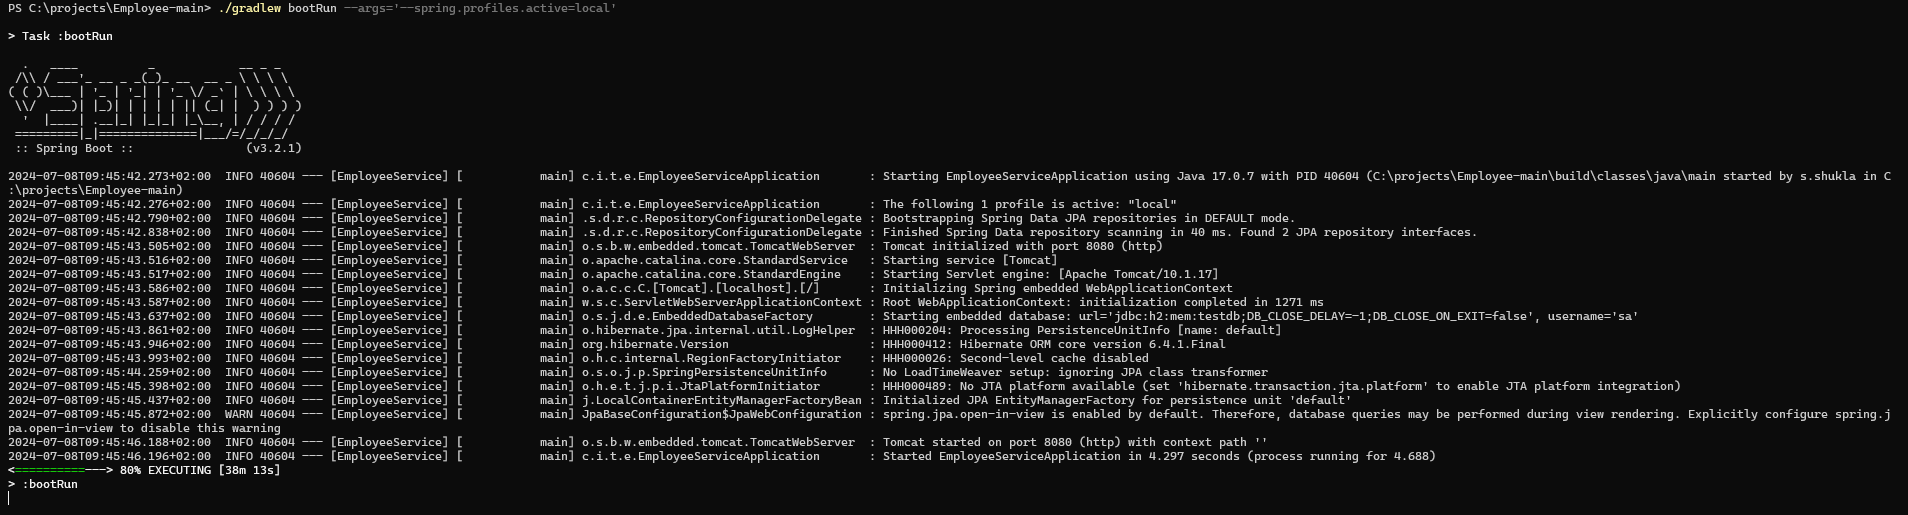 PS C:\projects\Employee-main> ./gradlew bootRun --args='--spring.profiles.active=local'

> Task :bootRun

  .   ____          _            __ _ _
 /\\ / ___'_ __ _ _(_)_ __  __ _ \ \ \ \
( ( )\___ | '_ | '_| | '_ \/ _` | \ \ \ \
 \\/  ___)| |_)| | | | | || (_| |  ) ) ) )
  '  |____| .__|_| |_|_| |_\__, | / / / /
 =========|_|==============|___/=/_/_/_/
 :: Spring Boot ::                (v3.2.1)

2024-07-08T09:45:42.273+02:00  INFO 40604 --- [EmployeeService] [           main] c.i.t.e.EmployeeServiceApplication       : Starting EmployeeServiceApplication using Java 17.0.7 with PID 40604 (C:\projects\Employee-main\build\classes\java\main started by s.shukla in C
:\projects\Employee-main)
2024-07-08T09:45:42.276+02:00  INFO 40604 --- [EmployeeService] [           main] c.i.t.e.EmployeeServiceApplication       : The following 1 profile is active: "local"
2024-07-08T09:45:42.790+02:00  INFO 40604 --- [EmployeeService] [           main] .s.d.r.c.RepositoryConfigurationDelegate : Bootstrapping Spring Data JPA repositories in DEFAULT mode.
2024-07-08T09:45:42.838+02:00  INFO 40604 --- [EmployeeService] [           main] .s.d.r.c.RepositoryConfigurationDelegate : Finished Spring Data repository scanning in 40 ms. Found 2 JPA repository interfaces.
2024-07-08T09:45:43.505+02:00  INFO 40604 --- [EmployeeService] [           main] o.s.b.w.embedded.tomcat.TomcatWebServer  : Tomcat initialized with port 8080 (http)
2024-07-08T09:45:43.516+02:00  INFO 40604 --- [EmployeeService] [           main] o.apache.catalina.core.StandardService   : Starting service [Tomcat]
2024-07-08T09:45:43.517+02:00  INFO 40604 --- [EmployeeService] [           main] o.apache.catalina.core.StandardEngine    : Starting Servlet engine: [Apache Tomcat/10.1.17]
2024-07-08T09:45:43.586+02:00  INFO 40604 --- [EmployeeService] [           main] o.a.c.c.C.[Tomcat].[localhost].[/]       : Initializing Spring embedded WebApplicationContext
2024-07-08T09:45:43.587+02:00  INFO 40604 --- [EmployeeService] [           main] w.s.c.ServletWebServerApplicationContext : Root WebApplicationContext: initialization completed in 1271 ms
2024-07-08T09:45:43.637+02:00  INFO 40604 --- [EmployeeService] [           main] o.s.j.d.e.EmbeddedDatabaseFactory        : Starting embedded database: url='jdbc:h2:mem:testdb;DB_CLOSE_DELAY=-1;DB_CLOSE_ON_EXIT=false', username='sa'
2024-07-08T09:45:43.861+02:00  INFO 40604 --- [EmployeeService] [           main] o.hibernate.jpa.internal.util.LogHelper  : HHH000204: Processing PersistenceUnitInfo [name: default]
2024-07-08T09:45:43.946+02:00  INFO 40604 --- [EmployeeService] [           main] org.hibernate.Version                    : HHH000412: Hibernate ORM core version 6.4.1.Final
2024-07-08T09:45:43.993+02:00  INFO 40604 --- [EmployeeService] [           main] o.h.c.internal.RegionFactoryInitiator    : HHH000026: Second-level cache disabled
2024-07-08T09:45:44.259+02:00  INFO 40604 --- [EmployeeService] [           main] o.s.o.j.p.SpringPersistenceUnitInfo      : No LoadTimeWeaver setup: ignoring JPA class transformer
2024-07-08T09:45:45.398+02:00  INFO 40604 --- [EmployeeService] [           main] o.h.e.t.j.p.i.JtaPlatformInitiator       : HHH000489: No JTA platform available (set 'hibernate.transaction.jta.platform' to enable JTA platform integration)
2024-07-08T09:45:45.437+02:00  INFO 40604 --- [EmployeeService] [           main] j.LocalContainerEntityManagerFactoryBean : Initialized JPA EntityManagerFactory for persistence unit 'default'
2024-07-08T09:45:45.872+02:00  WARN 40604 --- [EmployeeService] [           main] JpaBaseConfiguration$JpaWebConfiguration : spring.jpa.open-in-view is enabled by default. Therefore, database queries may be performed during view rendering. Explicitly configure spring.j
pa.open-in-view to disable this warning
2024-07-08T09:45:46.188+02:00  INFO 40604 --- [EmployeeService] [           main] o.s.b.w.embedded.tomcat.TomcatWebServer  : Tomcat started on port 8080 (http) with context path ''
2024-07-08T09:45:46.196+02:00  INFO 40604 --- [EmployeeService] [           main] c.i.t.e.EmployeeServiceApplication       : Started EmployeeServiceApplication in 4.297 seconds (process running for 4.688)
<==========---> 80% EXECUTING [38m 13s]
> :bootRun